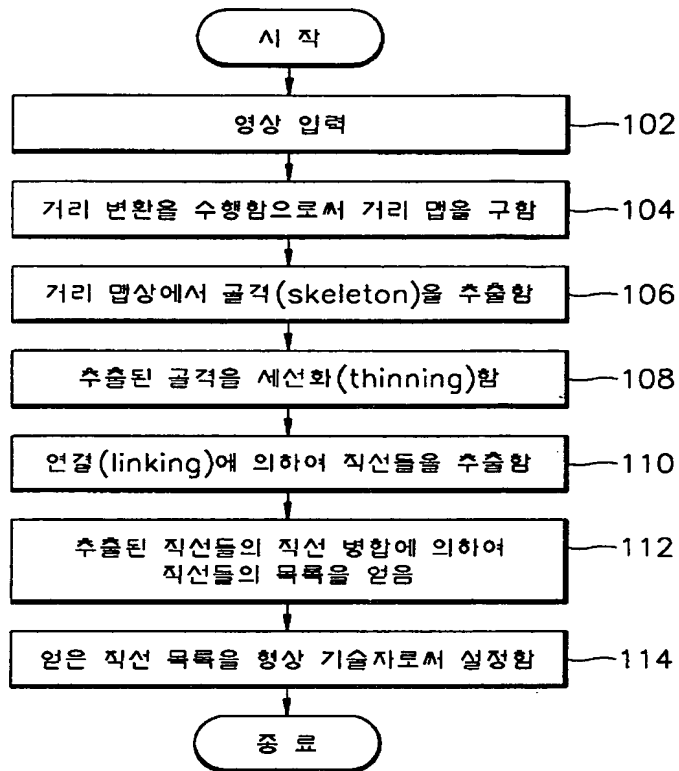 시 작
영상 입력
102
거리 변환을 수행함으로써 거리 맵을 구함
104
거리 맵상에서 골격(skeleton)을 추출함
106
추출된 골격을 세선화(thinning)함
108
연결(linking)에 의하여 직선들을 추출함
110
추출된 직선들의 직선 병합에 의하여
직선들의 목록을 얻음
112
얻은 직선 목록을 형상 기술자로써 설정함
114
종 료